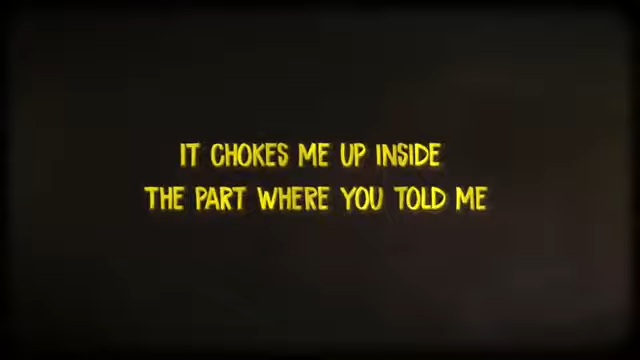 IT CHOKES ME UP INSIDE
THE PART WHERE YOU TOLD ME